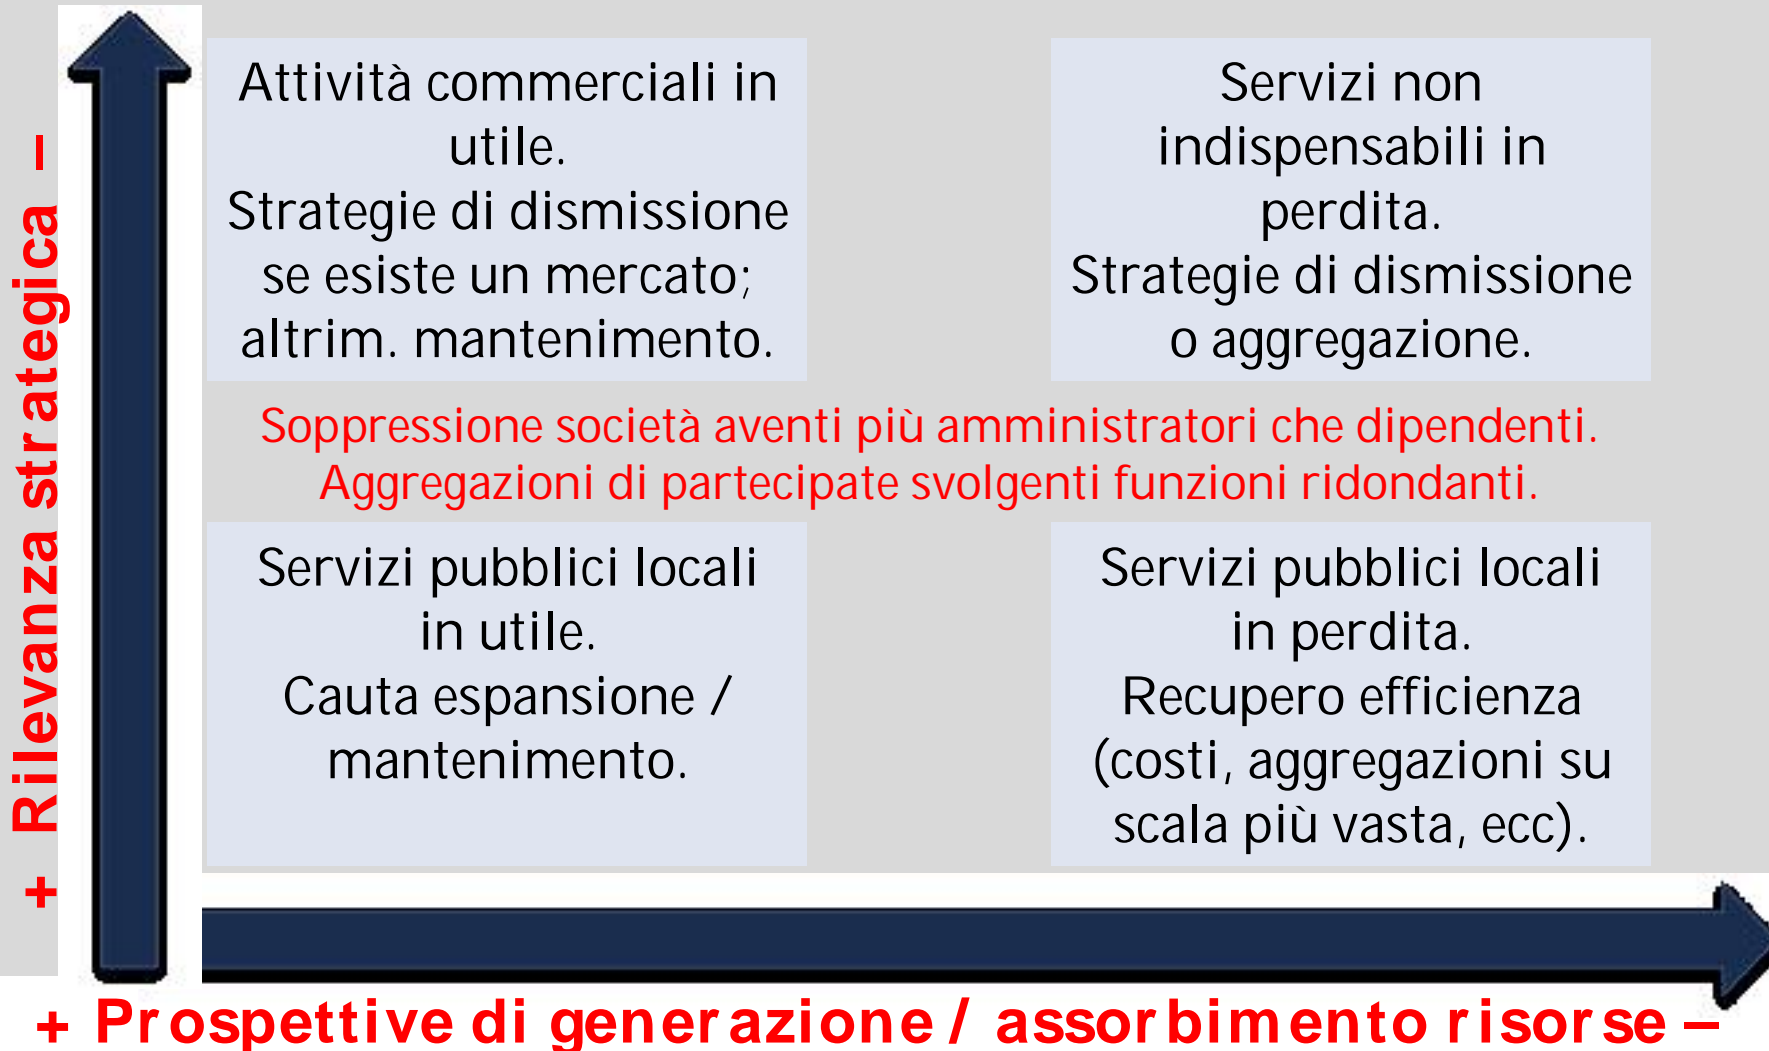 + Rilevanza strategica –
Attività commerciali in
utile.
Strategie di dismissione
se esiste un mercato;
altrim. mantenimento.
Servizi non
indispensabili in
perdita.
Strategie di dismissione
o aggregazione.
Soppressione società aventi più amministratori che dipendenti.
Aggregazioni di partecipate svolgenti funzioni ridondanti.
Servizi pubblici locali
in utile.
Cauta espansione /
mantenimento.
Servizi pubblici locali
in perdita.
Recupero efficienza
(costi, aggregazioni su
scala più vasta, ecc).
+ Prospettive di generazione / assorbimento risorse –